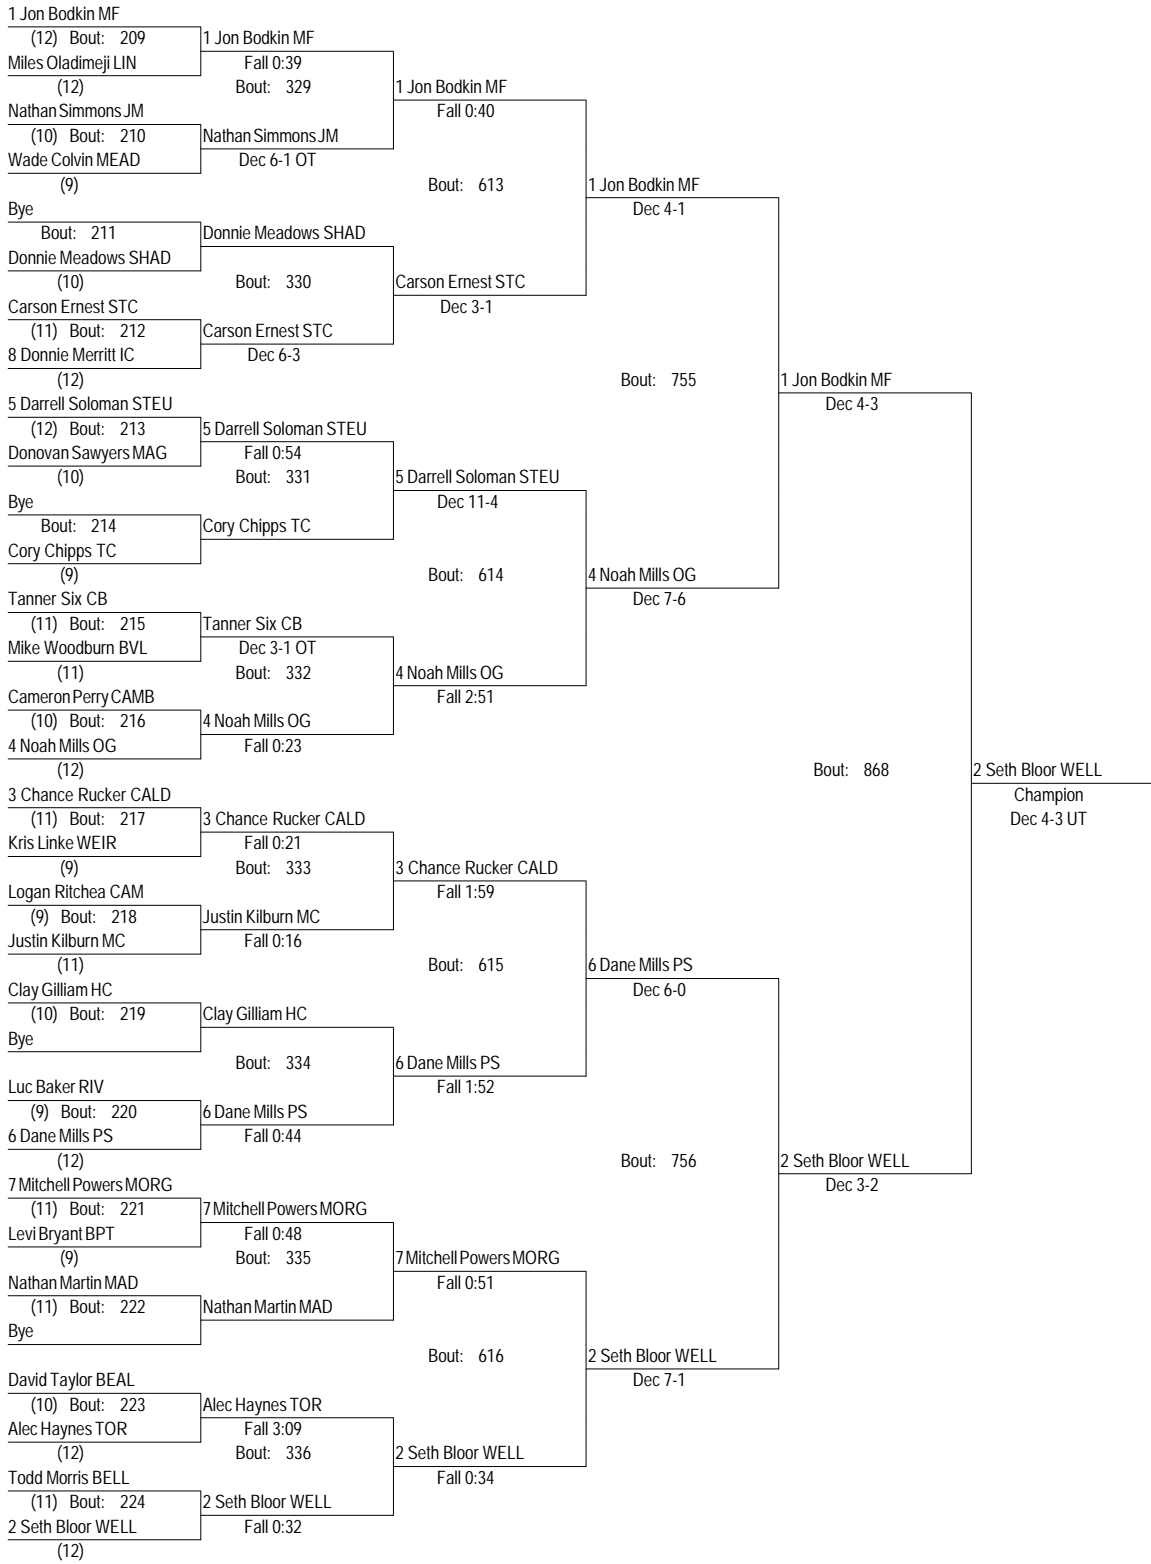 1 Jon Bodkin MF
(12) Bout: 209 1 Jon Bodkin MF
Miles Oladimeji LIN Fall 0:39
(12) Bout: 329 1 Jon Bodkin MF
Nathan Simmons JM Fall 0:40
(10) Bout: 210 Nathan Simmons JM
Wade Colvin MEAD Dec 6-1 OT
(9) Bout: 613 1 Jon Bodkin MF
Bye Dec 4-1
Bout: 211 Donnie Meadows SHAD
Donnie Meadows SHAD
(10) Bout: 330 Carson Ernest STC
Carson Ernest STC Dec 3-1
(11) Bout: 212 Carson Ernest STC
8 Donnie Merritt IC Dec 6-3
(12) Bout: 755 1 Jon Bodkin MF
5 Darrell Soloman STEU Dec 4-3
(12) Bout: 213 5 Darrell Soloman STEU
Donovan Sawyers MAG Fall 0:54
(10) Bout: 331 5 Darrell Soloman STEU
Bye Dec 11-4
Bout: 214 Cory Chipps TC
Cory Chipps TC
(9) Bout: 614 4 Noah Mills OG
Tanner Six CB Dec 7-6
(11) Bout: 215 Tanner Six CB
Mike Woodburn BVL Dec 3-1 OT
(11) Bout: 332 4 Noah Mills OG
Cameron Perry CAMB Fall 2:51
(10) Bout: 216 4 Noah Mills OG
4 Noah Mills OG Fall 0:23
(12) Bout: 868 2 Seth Bloor WELL
3 Chance Rucker CALD Champion
(11) Bout: 217 3 Chance Rucker CALD Dec 4-3 UT
Kris Linke WEIR Fall 0:21
(9) Bout: 333 3 Chance Rucker CALD
Logan Ritchea CAM Fall 1:59
(9) Bout: 218 Justin Kilburn MC
Justin Kilburn MC Fall 0:16
(11) Bout: 615 6 Dane Mills PS
Clay Gilliam HC Dec 6-0
(10) Bout: 219 Clay Gilliam HC
Bye
Bout: 334 6 Dane Mills PS
Luc Baker RIV Fall 1:52
(9) Bout: 220 6 Dane Mills PS
6 Dane Mills PS Fall 0:44
(12) Bout: 756 2 Seth Bloor WELL
7 Mitchell Powers MORG Dec 3-2
(11) Bout: 221 7 Mitchell Powers MORG
Levi Bryant BPT Fall 0:48
(9) Bout: 335 7 Mitchell Powers MORG
Nathan Martin MAD Fall 0:51
(11) Bout: 222 Nathan Martin MAD
Bye
Bout: 616 2 Seth Bloor WELL
David Taylor BEAL Dec 7-1
(10) Bout: 223 Alec Haynes TOR
Alec Haynes TOR Fall 3:09
(12) Bout: 336 2 Seth Bloor WELL
Todd Morris BELL Fall 0:34
(11) Bout: 224 2 Seth Bloor WELL
2 Seth Bloor WELL Fall 0:32
(12)